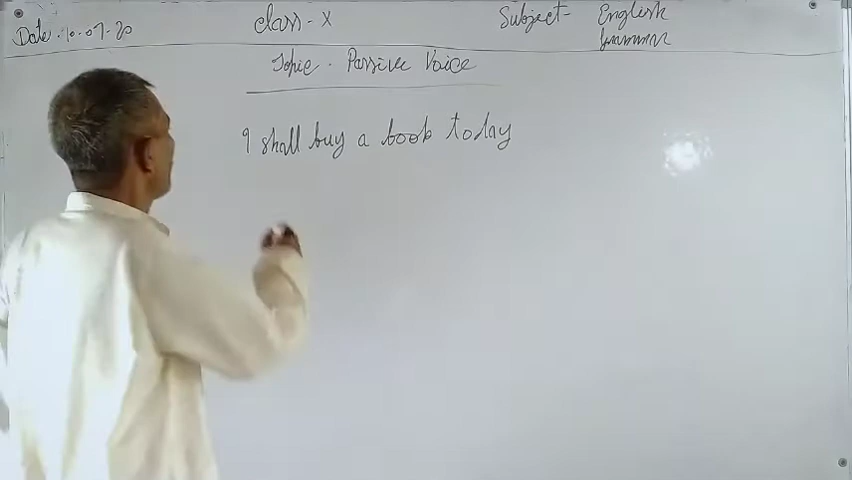 Date: 10-07-20
Class - X
Subject - English
Grammar
Topic - Passive Voice
I shall buy a book today